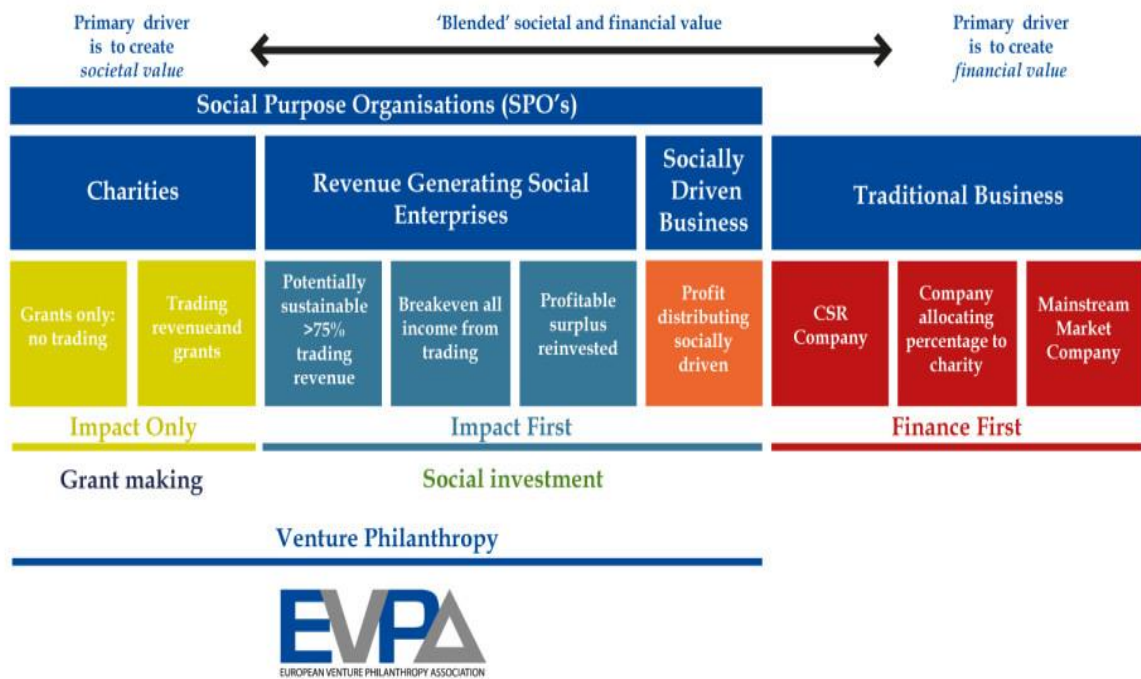 Primary driver
is to create
societal value
'Blended' societal and financial value
Primary driver
is to create
financial value
Social Purpose Organisations (SPO's)
Charities
Revenue Generating Social
Enterprises
Socially
Driven
Business
Traditional Business
Grants only:
no trading
Trading
revenueand
grants
Potentially
sustainable
>75%
trading
revenue
Breakeven all
income from
trading
Profitable
surplus
reinvested
Profit
distributing
socially
driven
CSR
Company
Company
allocating
percentage to
charity
Mainstream
Market
Company
Impact Only
Impact First
Finance First
Grant making
Social investment
Venture Philanthropy
EVPA
EUROPEAN VENTURE PHILANTHROPY ASSOCIATION